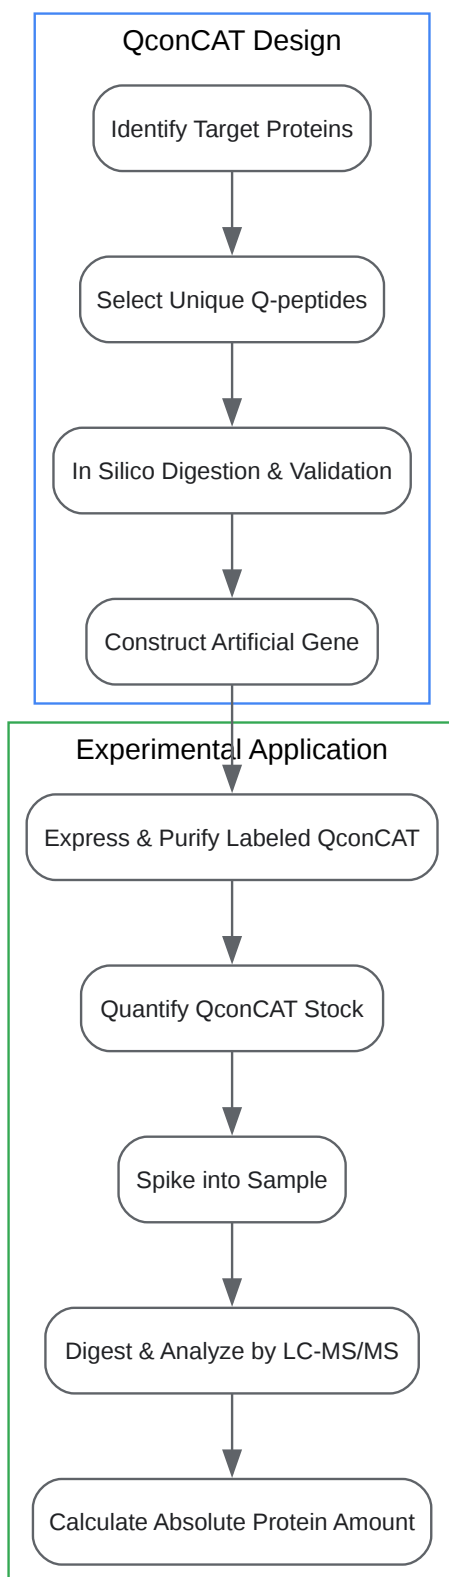 QconCAT Design
Identify Target Proteins
Select Unique Q-peptides
In Silico Digestion & Validation
Construct Artificial Gene
Experimental Application
Express & Purify Labeled QconCAT
Quantify QconCAT Stock
Spike into Sample
Digest & Analyze by LC-MS/MS
Calculate Absolute Protein Amount